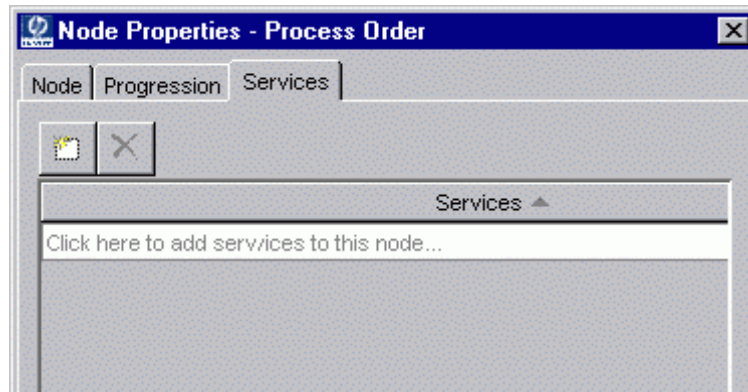 Node Properties - Process Order
Node Progression Services
Services
Click here to add services to this node...